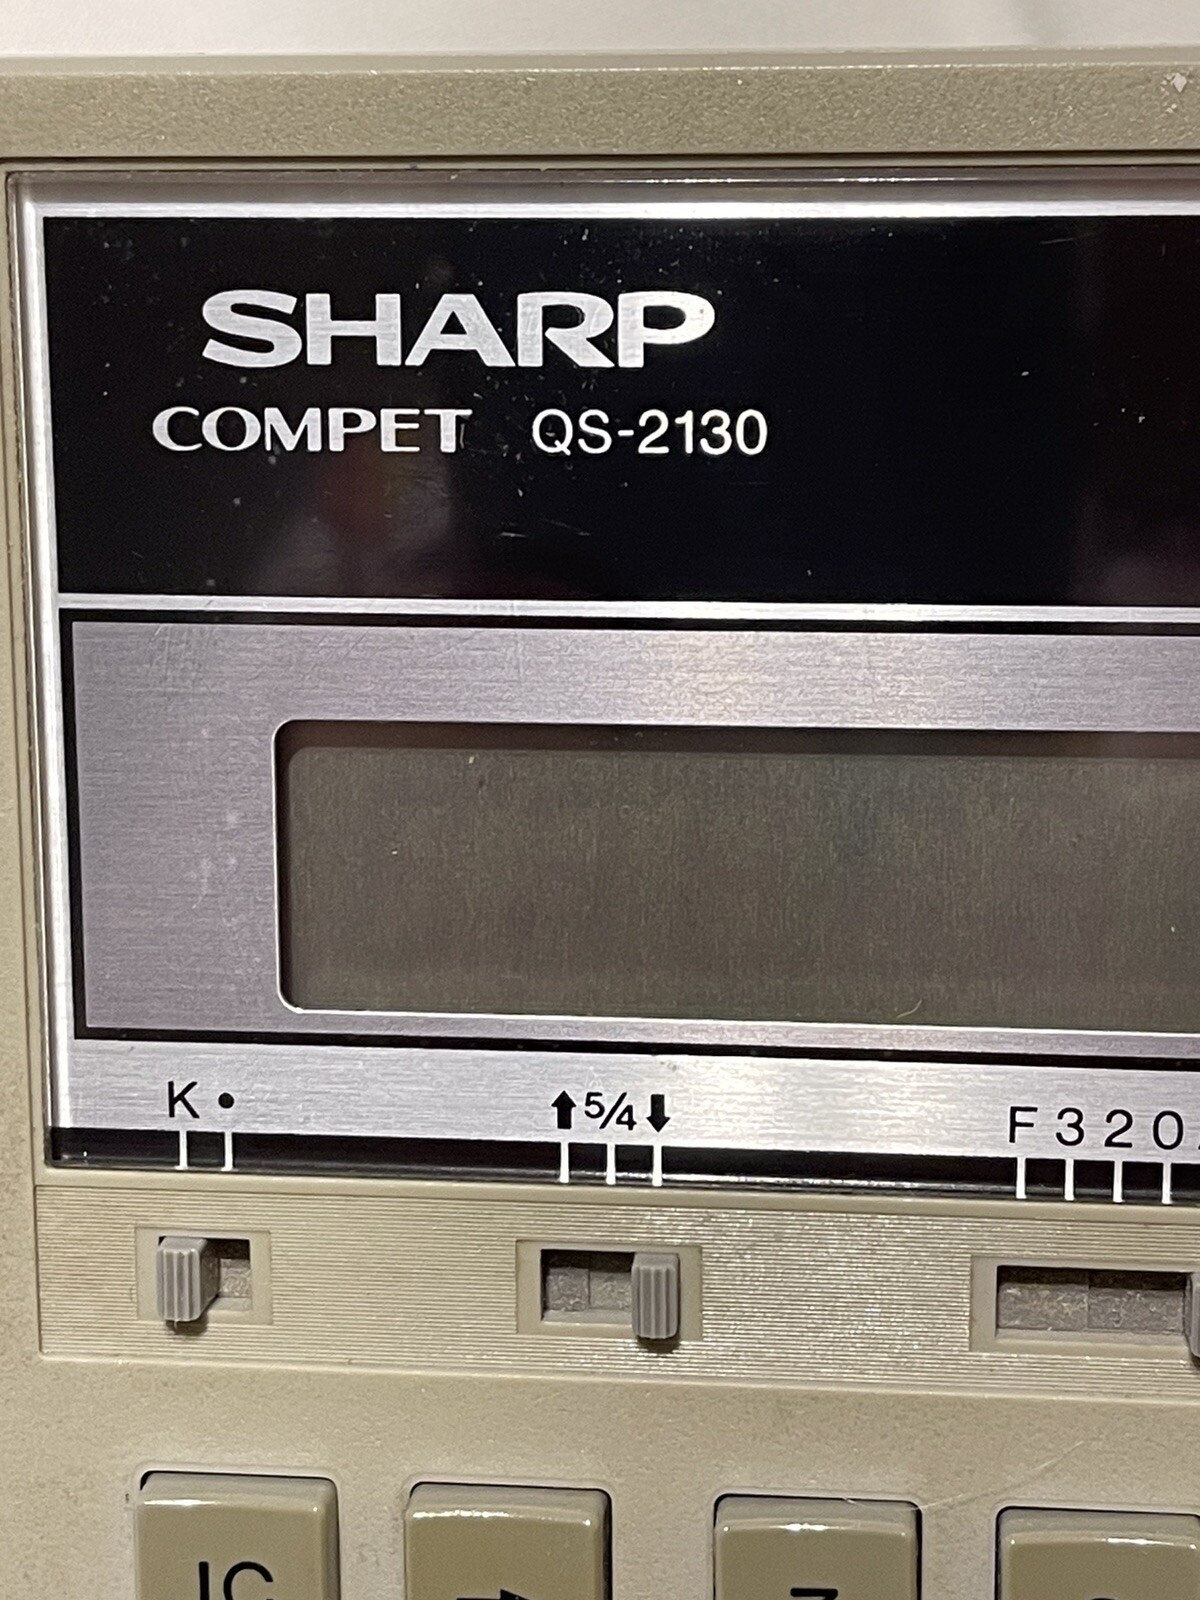 SHARP
COMPET QS-2130
K • ⬆ 5/4 ⬇ F 3 2 0